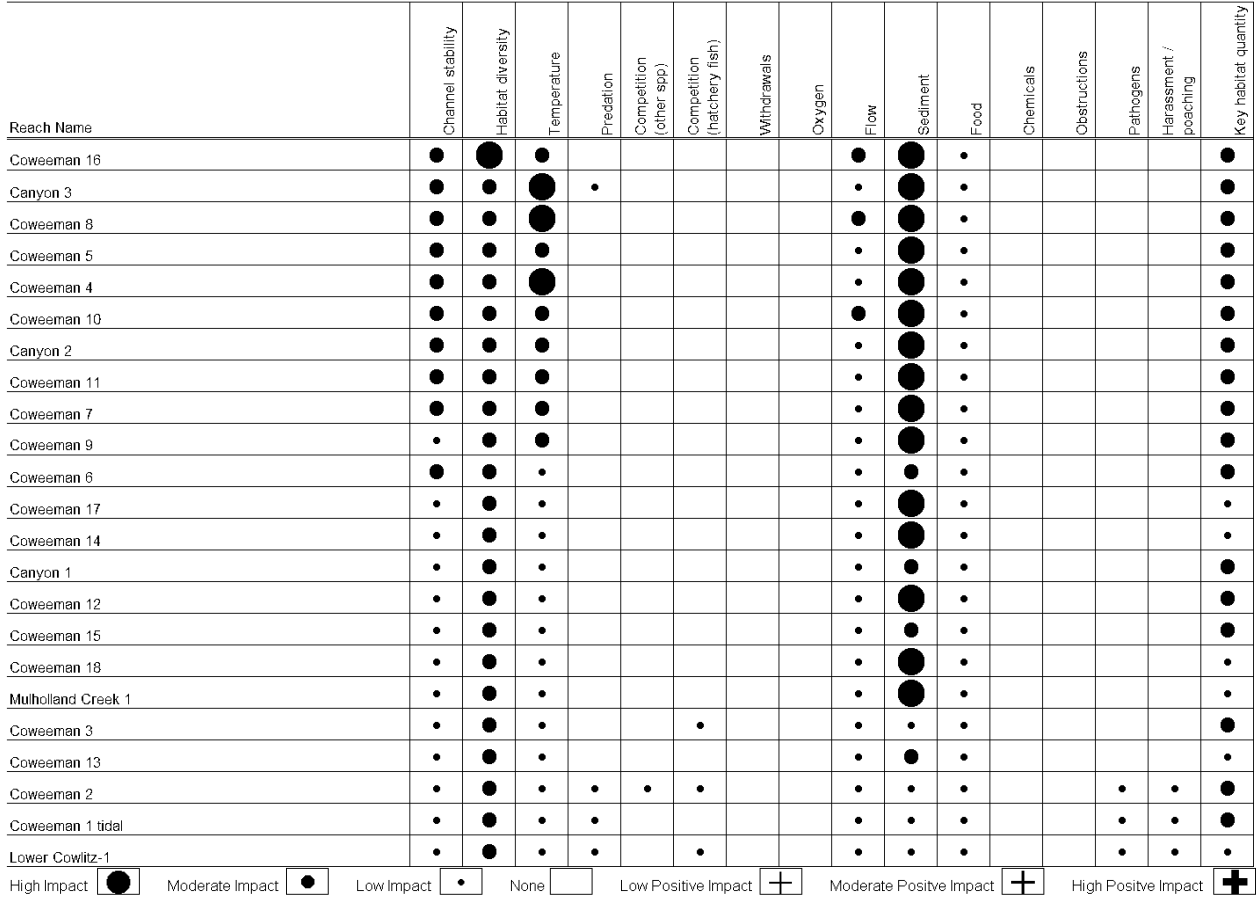 Reach Name
Channel stability
Habitat diversity
Temperature
Predation
Competition
(other spp)
Competition
(hatchery fish)
Withdrawals
Oxygen
Flow
Sediment
Food
Chemicals
Obstructions
Pathogens
Harassment /
poaching
Key habitat quantity
Coweeman 16
Canyon 3
Coweeman 8
Coweeman 5
Coweeman 4
Coweeman 10
Canyon 2
Coweeman 11
Coweeman 7
Coweeman 9
Coweeman 6
Coweeman 17
Coweeman 14
Canyon 1
Coweeman 12
Coweeman 15
Coweeman 18
Mulholland Creek 1
Coweeman 3
Coweeman 13
Coweeman 2
Coweeman 1 tidal
Lower Cowlitz-1
High Impact Moderate Impact Low Impact None Low Positive Impact Moderate Positve Impact High Positve Impact